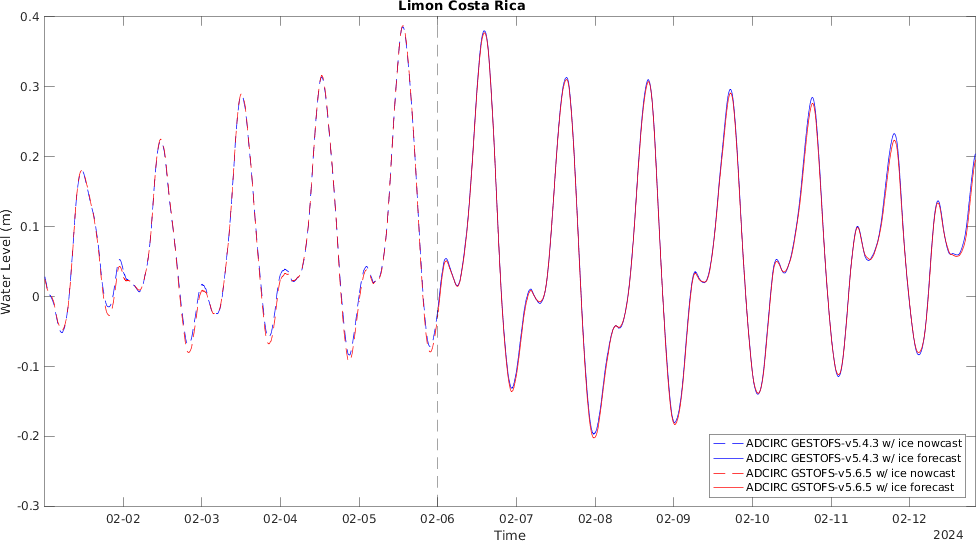 Limon Costa Rica
0.4
0.3
0.2
0.1
0
-0.1
-0.2
-0.3
Water Level (m)
ADCIRC GESTOFS-v5.4.3 w/ ice nowcast
ADCIRC GESTOFS-v5.4.3 w/ ice forecast
ADCIRC GSTOFS-v5.6.5 w/ ice nowcast
ADCIRC GSTOFS-v5.6.5 w/ ice forecast
02-02 02-03 02-04 02-05 02-06 02-07 02-08 02-09 02-10 02-11 02-12
Time
2024